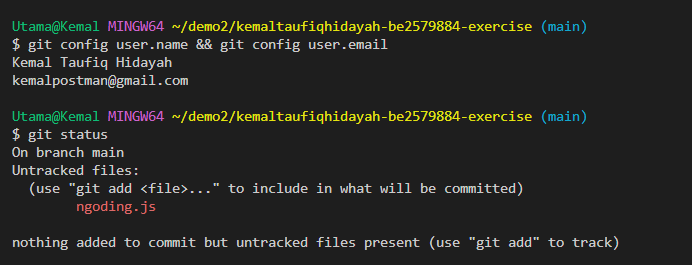 Utama@Kemal MINGW64 ~/demo2/kemaltaufiqhidayah-be2579884-exercise (main)
$ git config user.name && git config user.email
Kemal Taufiq Hidayah
kemalpostman@gmail.com
Utama@Kemal MINGW64 ~/demo2/kemaltaufiqhidayah-be2579884-exercise (main)
$ git status
On branch main
Untracked files:
(use "git add <file>..." to include in what will be committed)
ngoding.js
nothing added to commit but untracked files present (use "git add" to track)